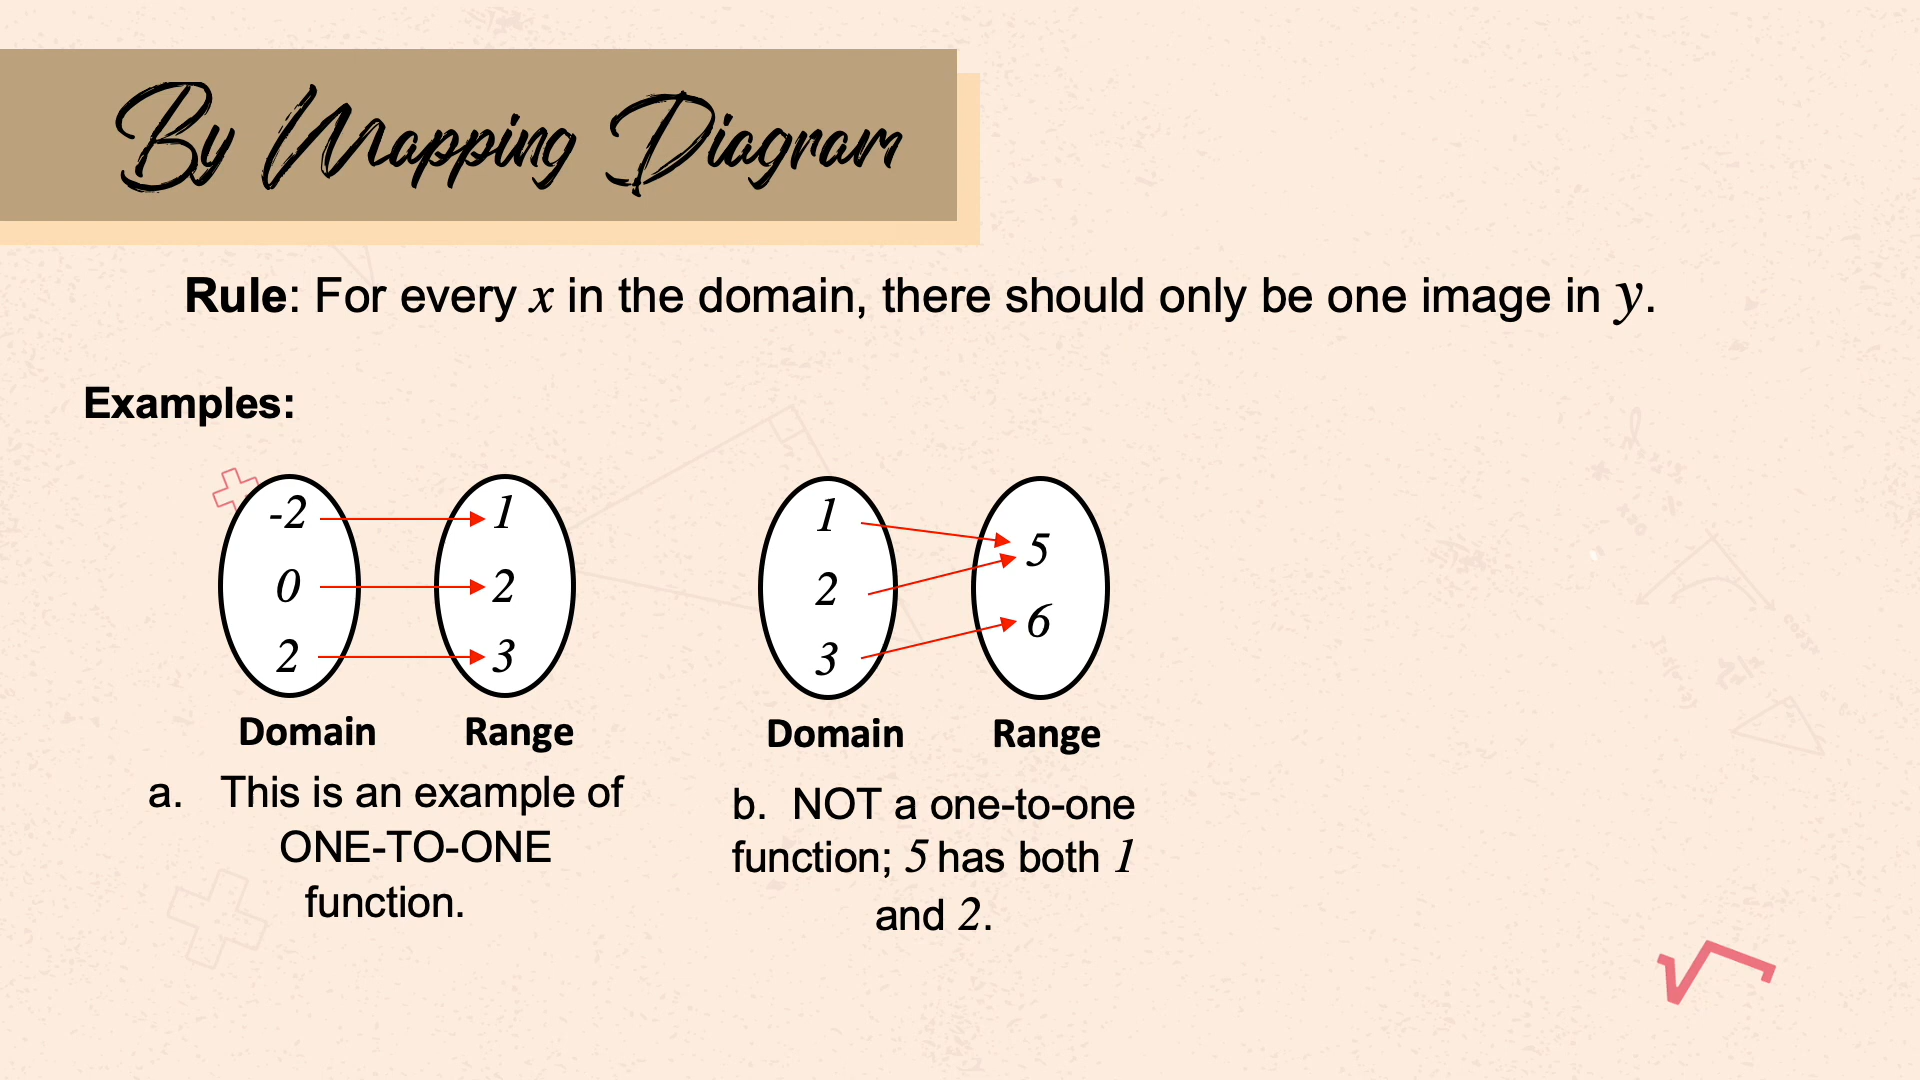 By Mapping Diagram
Rule: For every x in the domain, there should only be one image in y.
Examples:
-2 1
0 2
2 3
Domain Range
a. This is an example of
ONE-TO-ONE
function.
1
2
3
5
6
Domain Range
b. NOT a one-to-one
function; 5 has both 1
and 2.